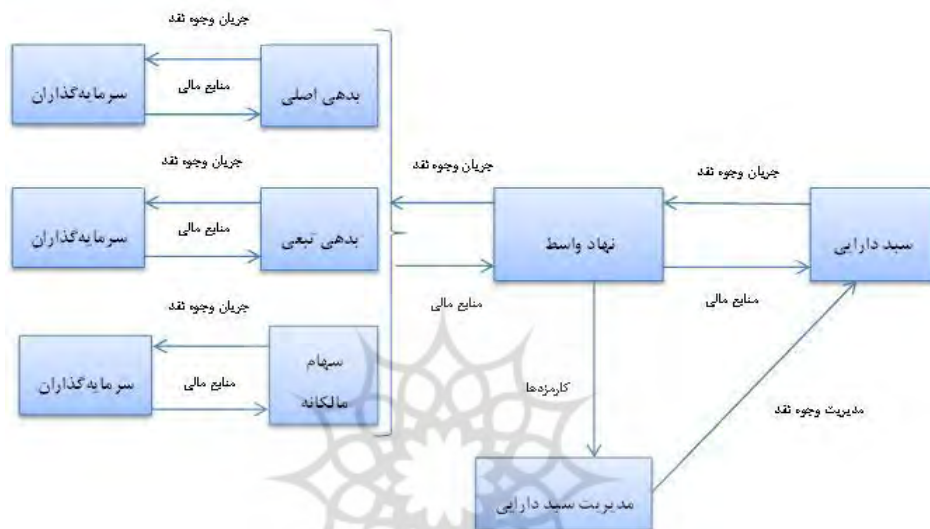 جریان وجوه نقد
سرمایه‌گذاران
منابع مالی
بدهی اصلی
جریان وجوه نقد
سرمایه‌گذاران
منابع مالی
بدهی تبعی
جریان وجوه نقد
سرمایه‌گذاران
منابع مالی
سهام
مالکانه
جریان وجوه نقد
منابع مالی
نهاد واسط
جریان وجوه نقد
منابع مالی
سبد دارایی
کارمزدها
مدیریت وجوه نقد
مدیریت سبد دارایی